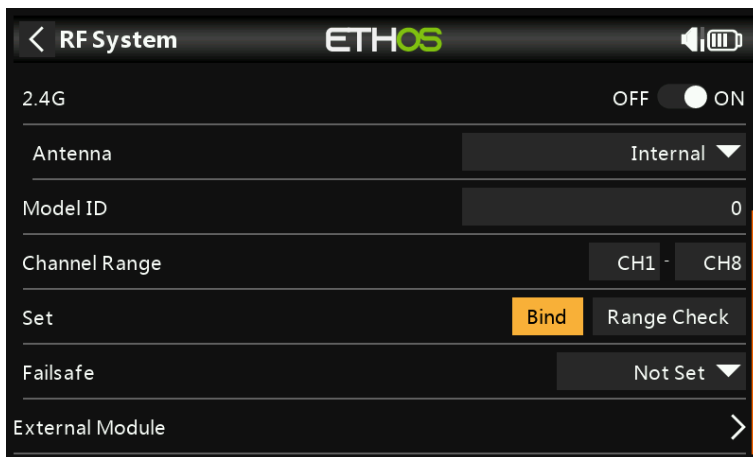 RF System ETHOS
2.4G OFF ON
Antenna Internal
Model ID 0
Channel Range CH1 - CH8
Set Bind Range Check
Failsafe Not Set
External Module